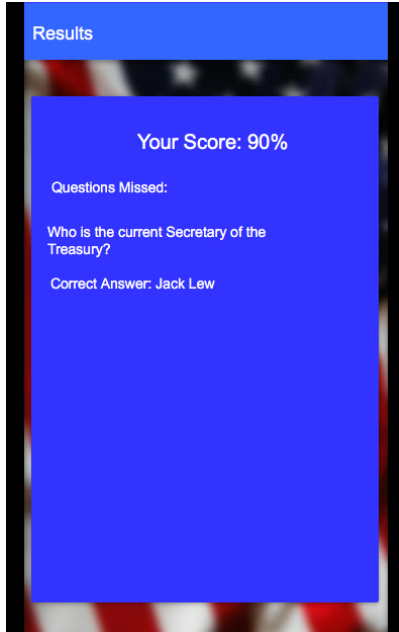 Results
Your Score: 90%
Questions Missed:
Who is the current Secretary of the
Treasury?
Correct Answer: Jack Lew